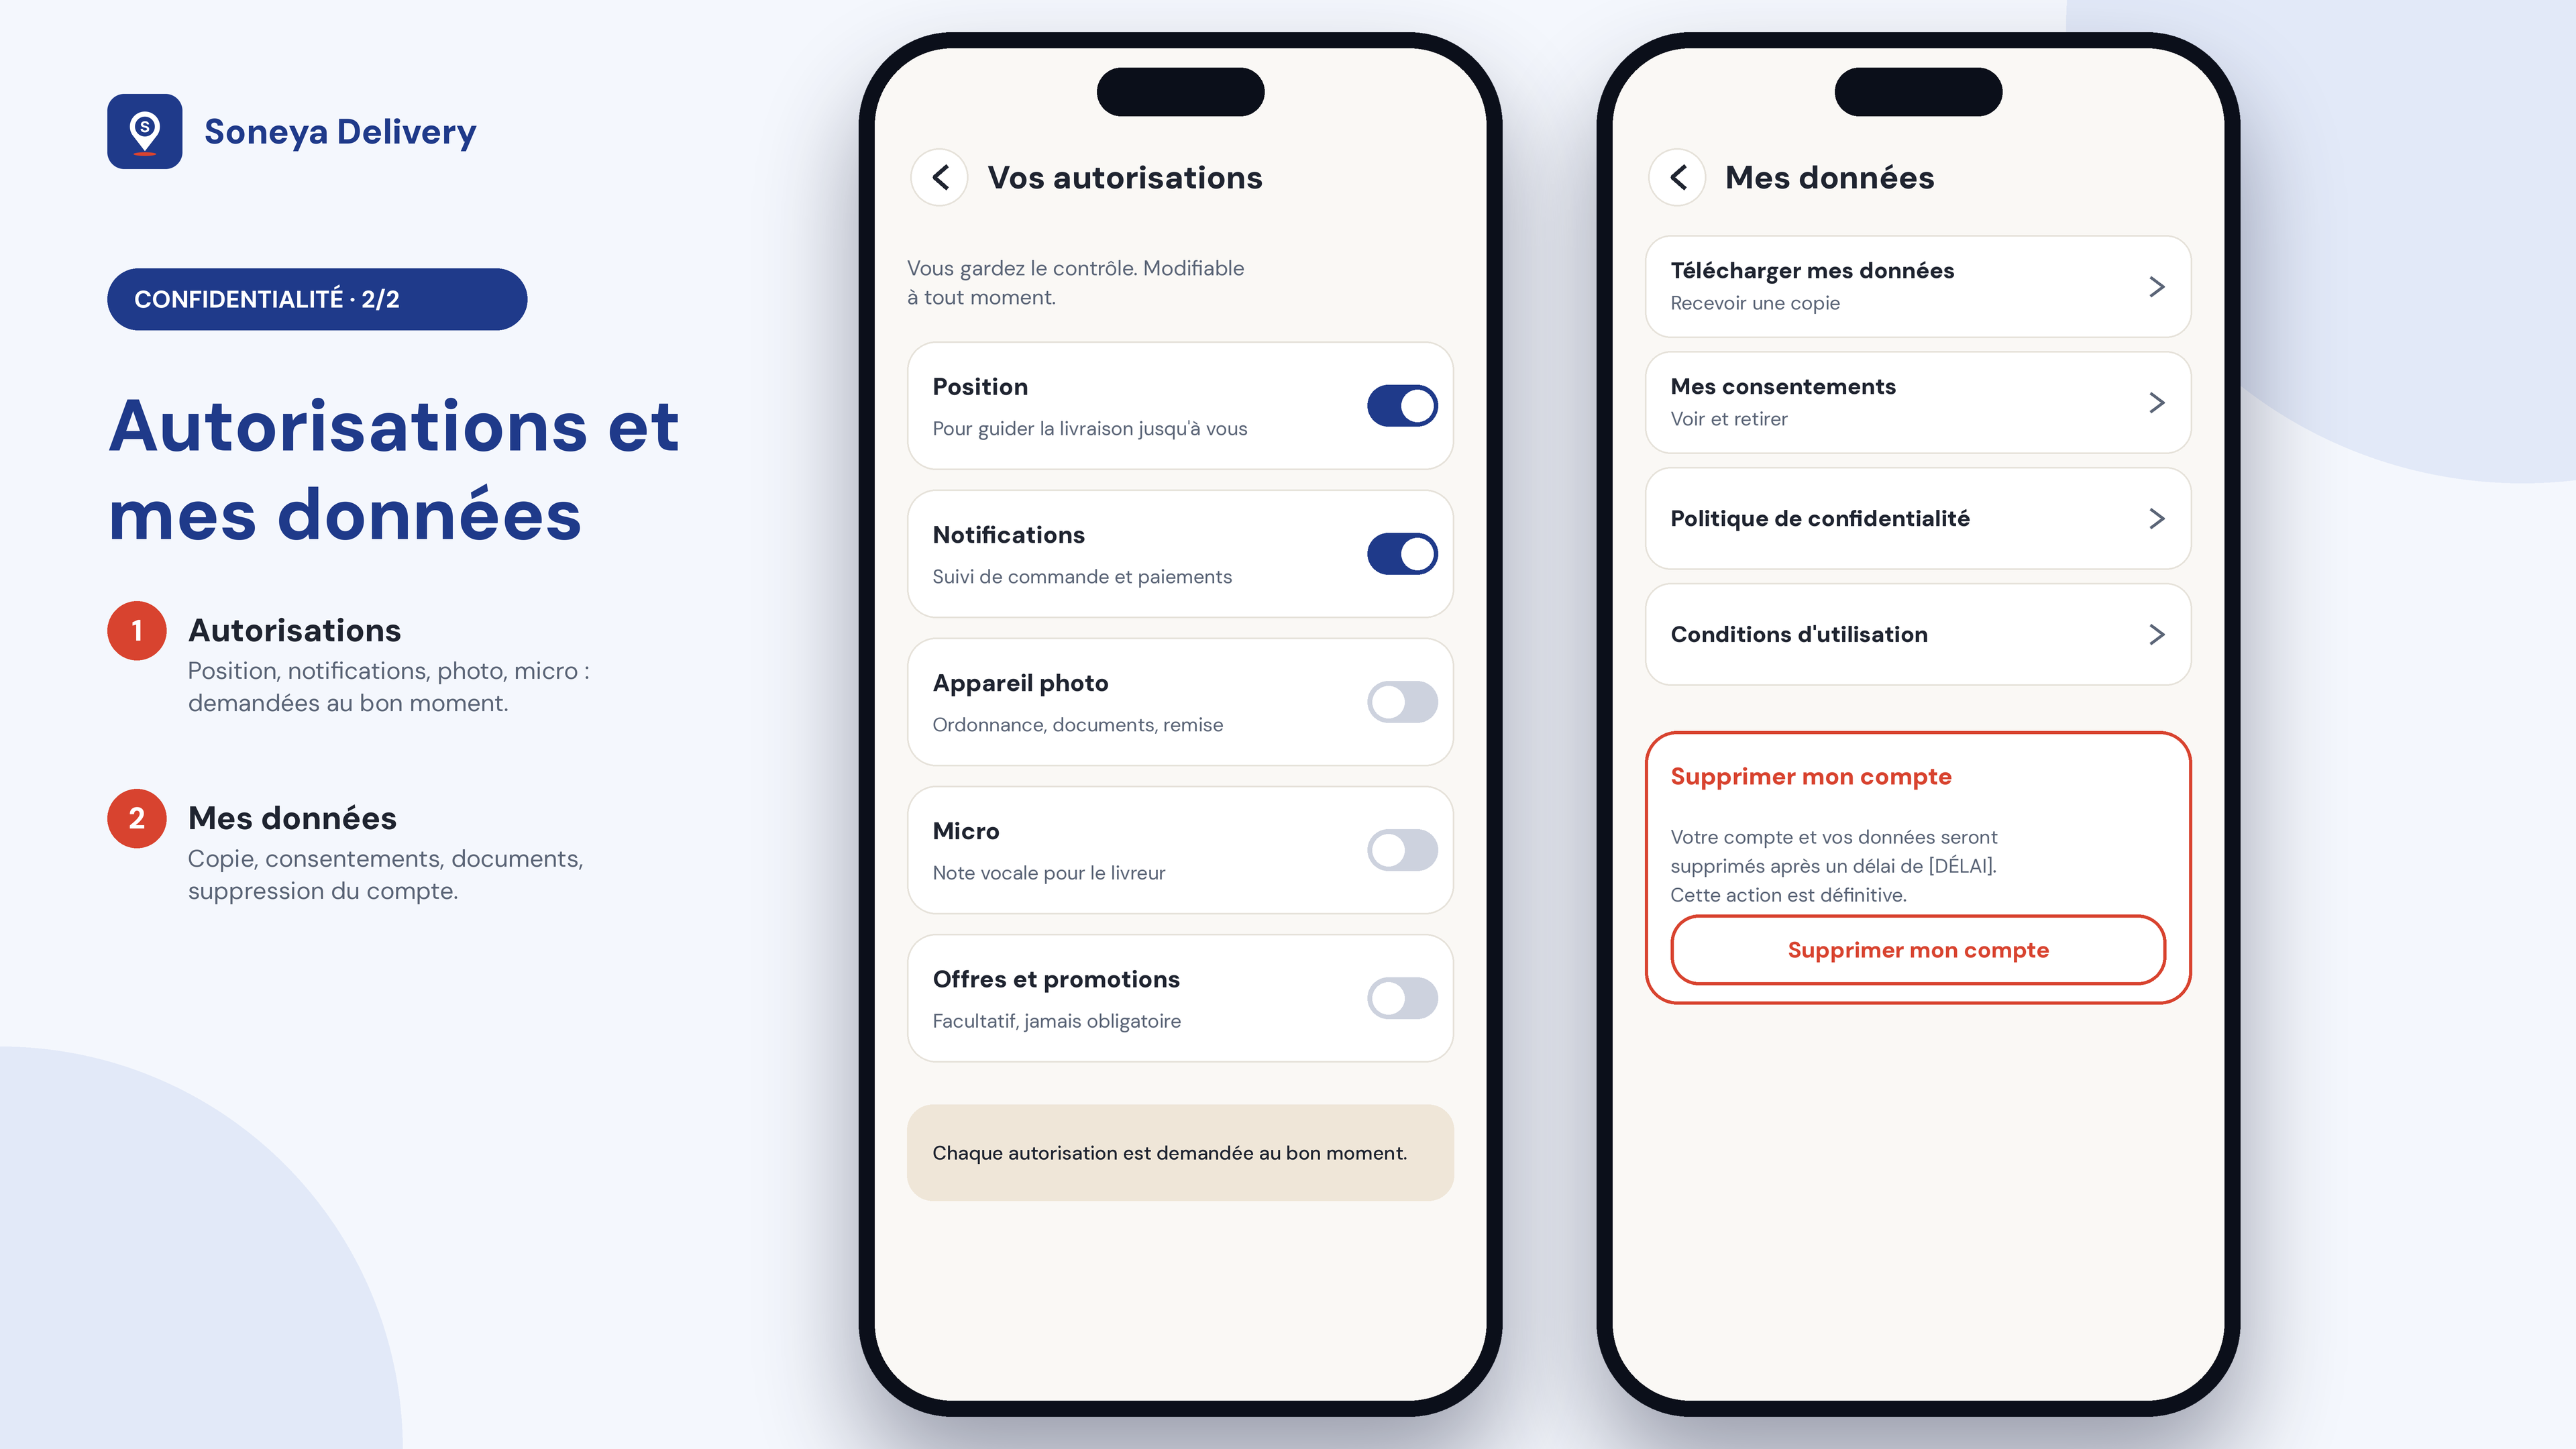 S
Soneya Delivery
CONFIDENTIALITÉ · 2/2
Autorisations et
mes données
1
Autorisations
Position, notifications, photo, micro :
demandées au bon moment.
2
Mes données
Copie, consentements, documents,
suppression du compte.
Vos autorisations
Vous gardez le contrôle. Modifiable
à tout moment.
Position
Pour guider la livraison jusqu'à vous
Notifications
Suivi de commande et paiements
Appareil photo
Ordonnance, documents, remise
Micro
Note vocale pour le livreur
Offres et promotions
Facultatif, jamais obligatoire
Chaque autorisation est demandée au bon moment.
Mes données
Télécharger mes données
Recevoir une copie
Mes consentements
Voir et retirer
Politique de confidentialité
Conditions d'utilisation
Supprimer mon compte
Votre compte et vos données seront
supprimés après un délai de [DÉLAI].
Cette action est définitive.
Supprimer mon compte